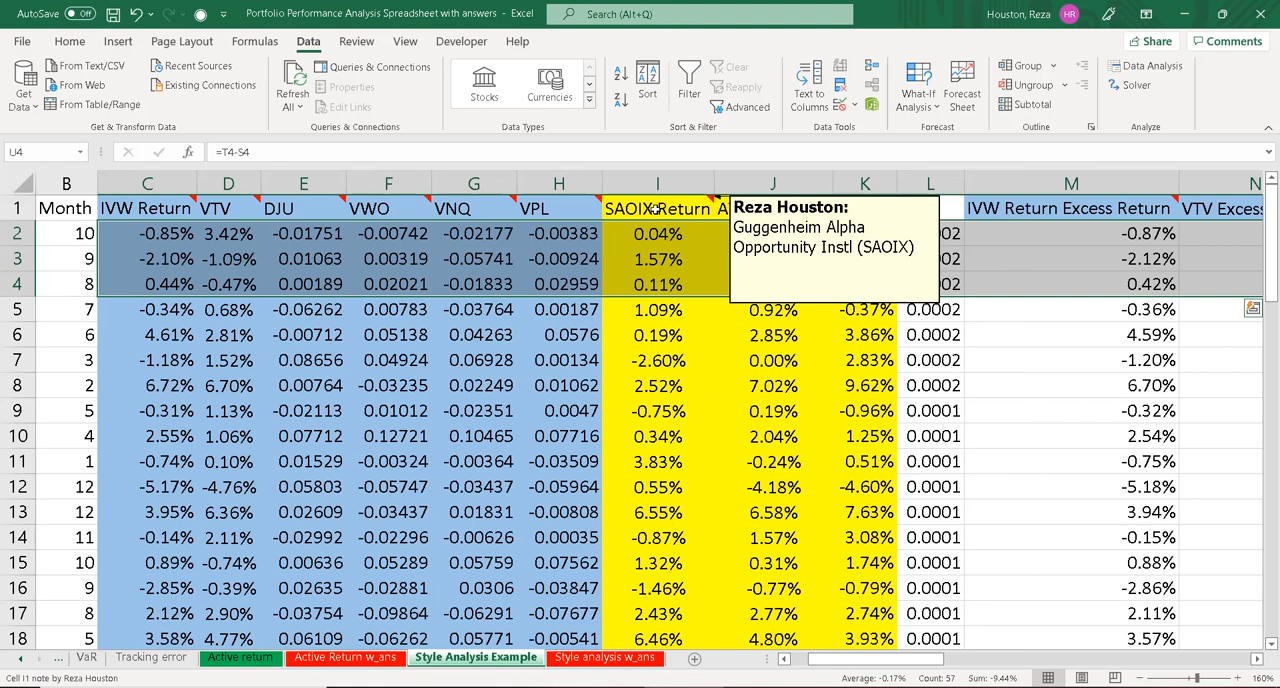 AutoSave Off Portfolio Performance Analysis Spreadsheet with answers - Excel Search (Alt+Q) Houston, Reza HR
File Home Insert Page Layout Formulas Data Review View Developer Help Share Comments
Get Data From Text/CSV From Web From Table/Range Recent Sources Existing Connections Refresh All Queries & Connections Properties Edit Links Stocks Currencies Sort Filter Clear Reapply Advanced Text to Columns What-If Analysis Forecast Sheet Group Ungroup Subtotal Data Analysis Solver
Get & Transform Data Queries & Connections Data Types Sort & Filter Data Tools Forecast Outline Analyze
U4 fx =T4-S4
B C D E F G H I J K L M N
1 Month IVW Return VTV DJU VWO VNQ VPL SAOIX Return A IVW Return Excess Return VTV Excess
Reza Houston:
Guggenheim Alpha
Opportunity Instl (SAOIX)
2 10 -0.85% 3.42% -0.01751 -0.00742 -0.02177 -0.00383 0.04% 002 -0.87%
3 9 -2.10% -1.09% 0.01063 0.00319 -0.05741 -0.00924 1.57% 002 -2.12%
4 8 0.44% -0.47% 0.00189 0.02021 -0.01833 0.02959 0.11% 002 0.42%
5 7 -0.34% 0.68% -0.06262 0.00783 -0.03764 0.00187 1.09% 0.92% -0.37% 0.0002 -0.36%
6 6 4.61% 2.81% -0.00712 0.05138 0.04263 0.0576 0.19% 2.85% 3.86% 0.0002 4.59%
7 3 -1.18% 1.52% 0.08656 0.04924 0.06928 0.00134 -2.60% 0.00% 2.83% 0.0002 -1.20%
8 2 6.72% 6.70% 0.00764 -0.03235 0.02249 0.01062 2.52% 7.02% 9.62% 0.0002 6.70%
9 5 -0.31% 1.13% -0.02113 0.01012 -0.02351 0.0047 -0.75% 0.19% -0.96% 0.0001 -0.32%
10 4 2.55% 1.06% 0.07712 0.12721 0.10465 0.07716 0.34% 2.04% 1.25% 0.0001 2.54%
11 1 -0.74% 0.10% 0.01529 -0.00324 -0.00364 -0.03509 3.83% -0.24% 0.51% 0.0001 -0.75%
12 12 -5.17% -4.76% 0.05803 -0.05747 -0.03437 -0.05964 0.55% -4.18% -4.60% 0.0001 -5.18%
13 12 3.95% 6.36% 0.02609 -0.03437 0.01831 -0.00808 6.55% 6.58% 7.63% 0.0001 3.94%
14 11 -0.14% 2.11% -0.02992 -0.02296 -0.00626 0.00035 -0.87% 1.57% 3.08% 0.0001 -0.15%
15 10 0.89% -0.74% 0.00636 0.05289 0.05759 0.07562 1.32% 0.31% 1.74% 0.0001 0.88%
16 9 -2.85% -0.39% 0.02635 -0.02881 0.0306 -0.03847 -1.46% -0.77% -0.79% 0.0001 -2.86%
17 8 2.12% 2.90% -0.03754 -0.09864 -0.06291 -0.07677 2.43% 2.77% 2.74% 0.0001 2.11%
18 5 3.58% 4.77% 0.06109 -0.06262 0.05771 -0.00541 6.46% 4.80% 3.93% 0.0001 3.57%
... VaR Tracking error Active return Active Return w_ans Style Analysis Example Style analysis w_ans
Cell I1 note by Reza Houston Average: -0.17% Count: 57 Sum: -9.44% 160%